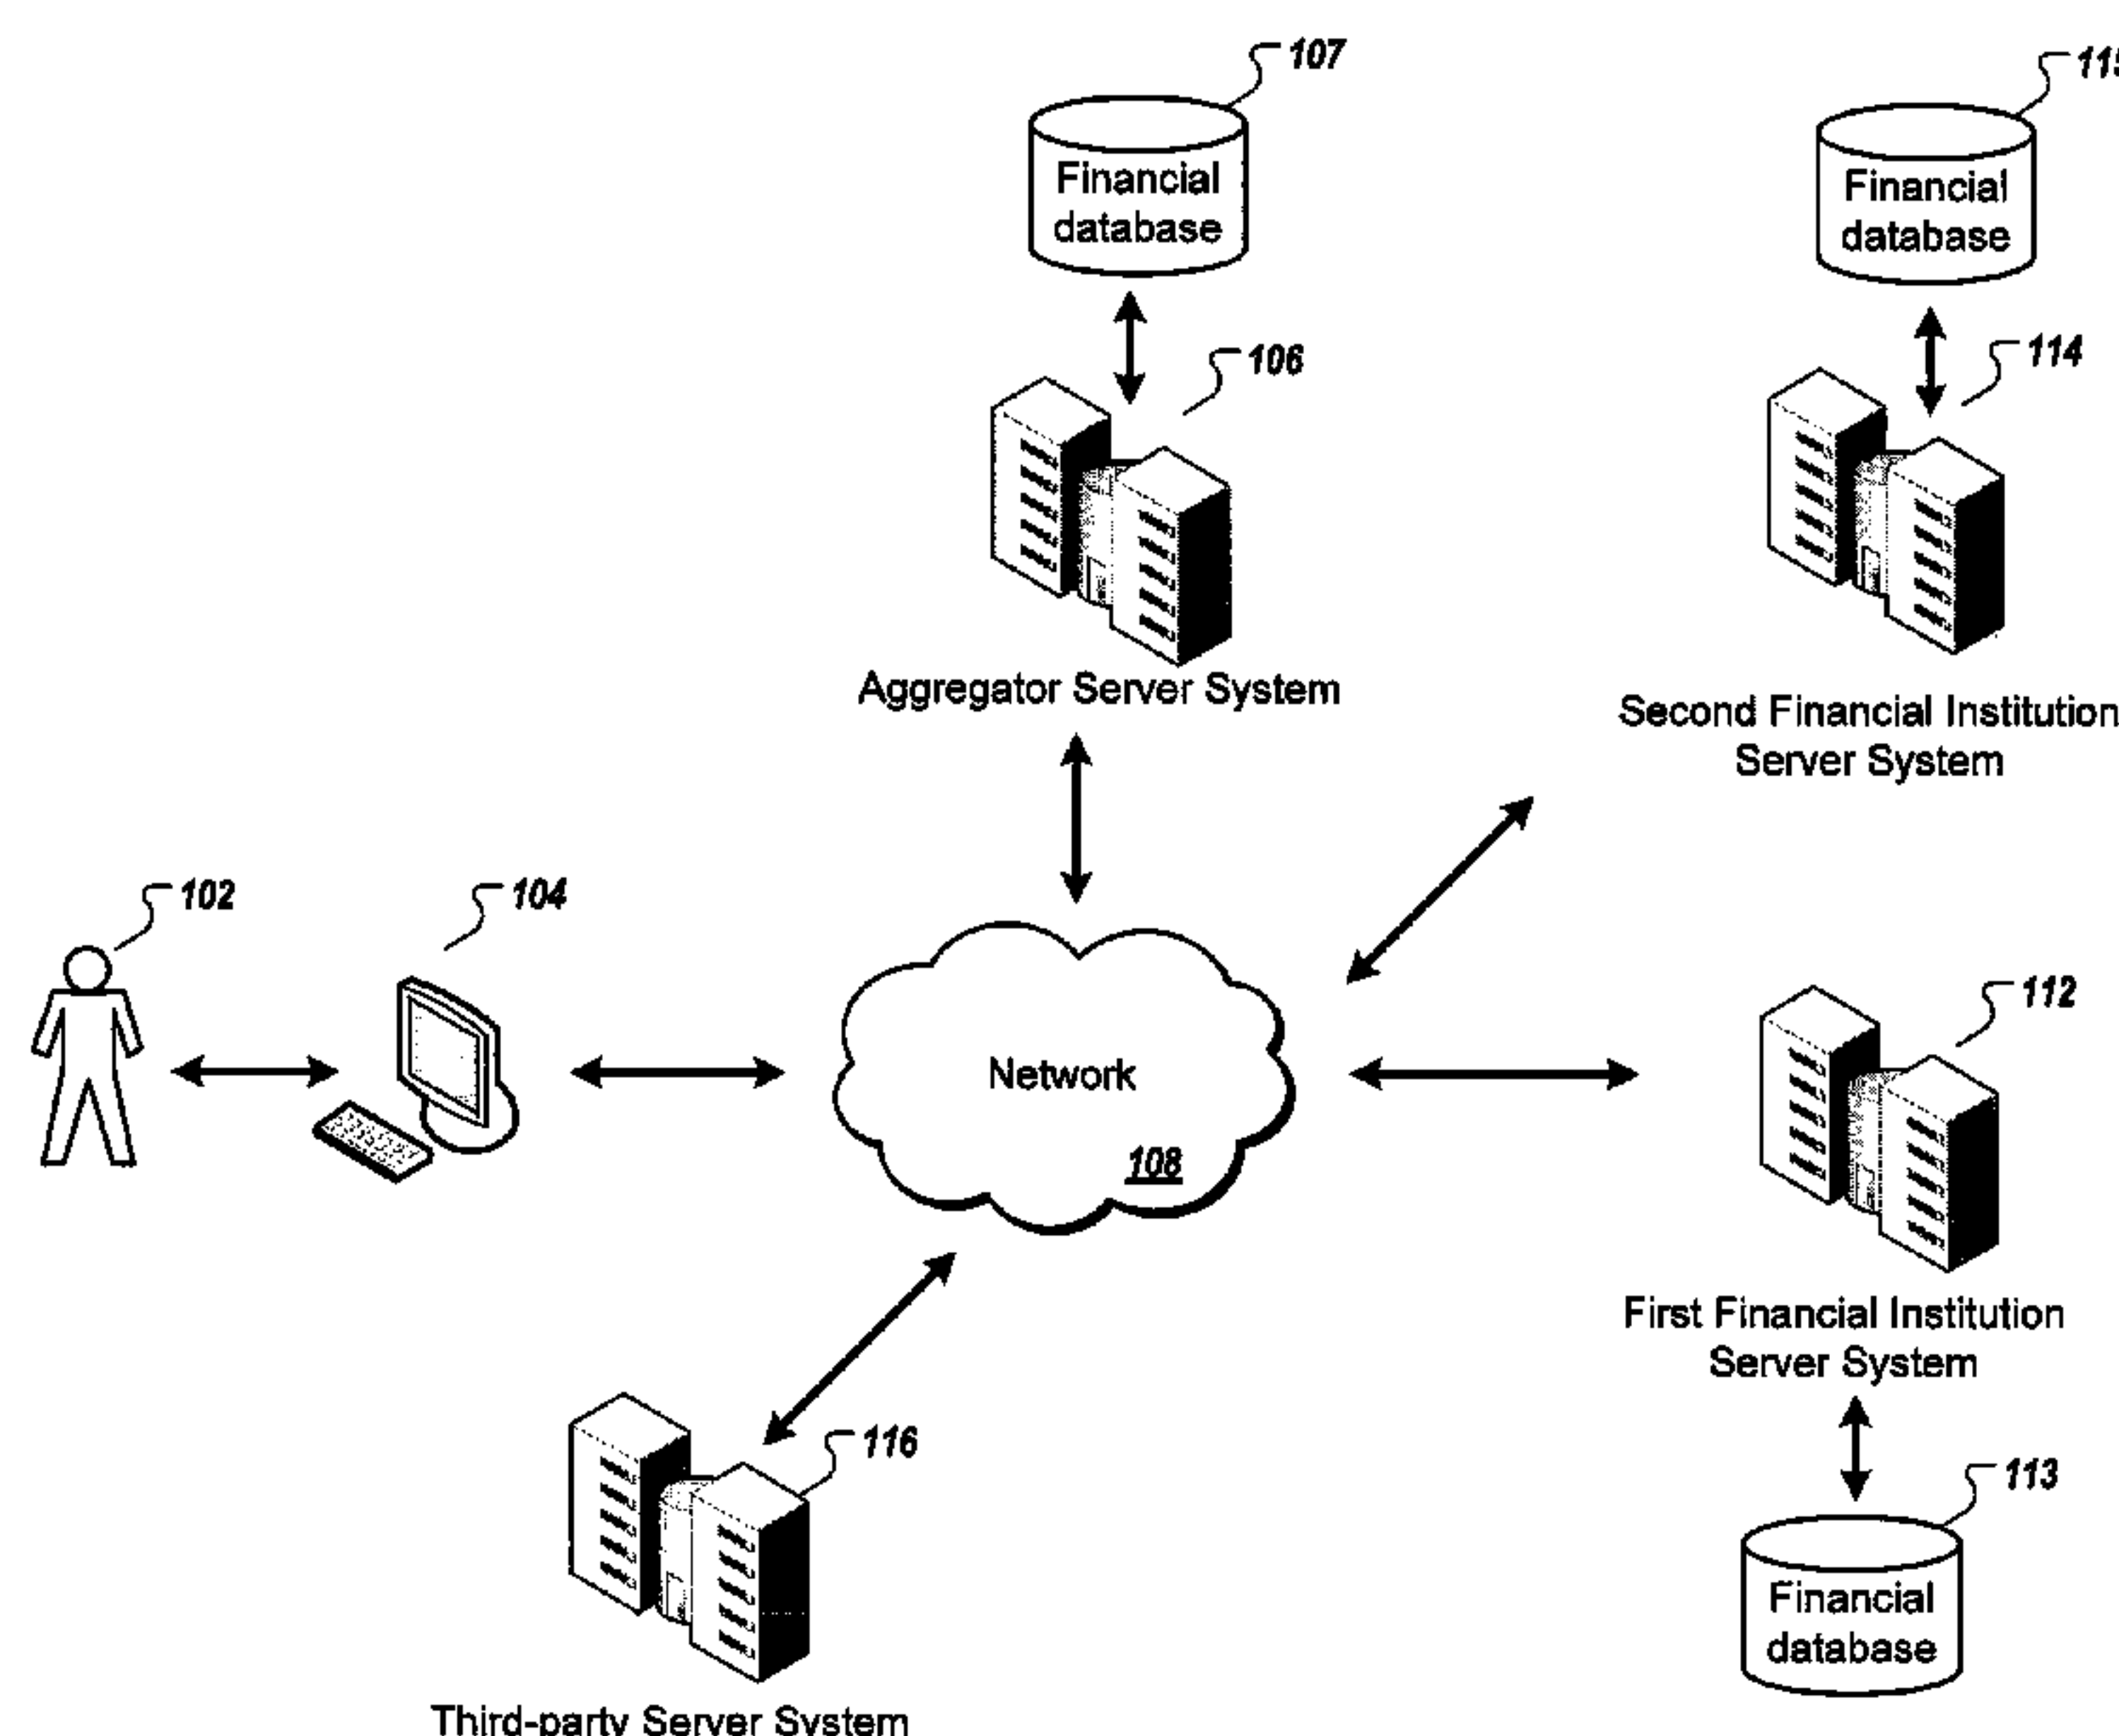 107
Financial
database
106
Aggregator Server System
Financial
database
114
Second Financial Institution
Server System
102
104
Network
108
112
First Financial Institution
Server System
113
Financial
database
116
Third-party Server System